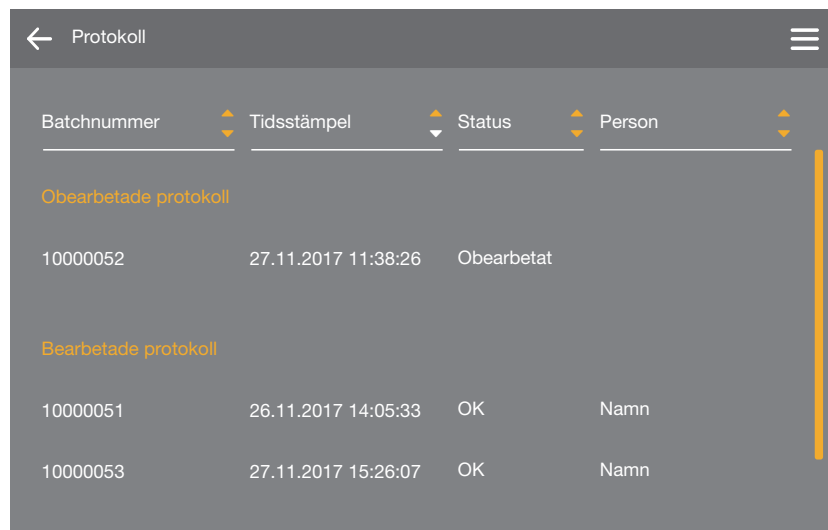 Protokoll
Batchnummer Tidsstämpel Status Person
Obearbetade protokoll
10000052 27.11.2017 11:38:26 Obearbetat
Bearbetade protokoll
10000051 26.11.2017 14:05:33 OK Namn
10000053 27.11.2017 15:26:07 OK Namn